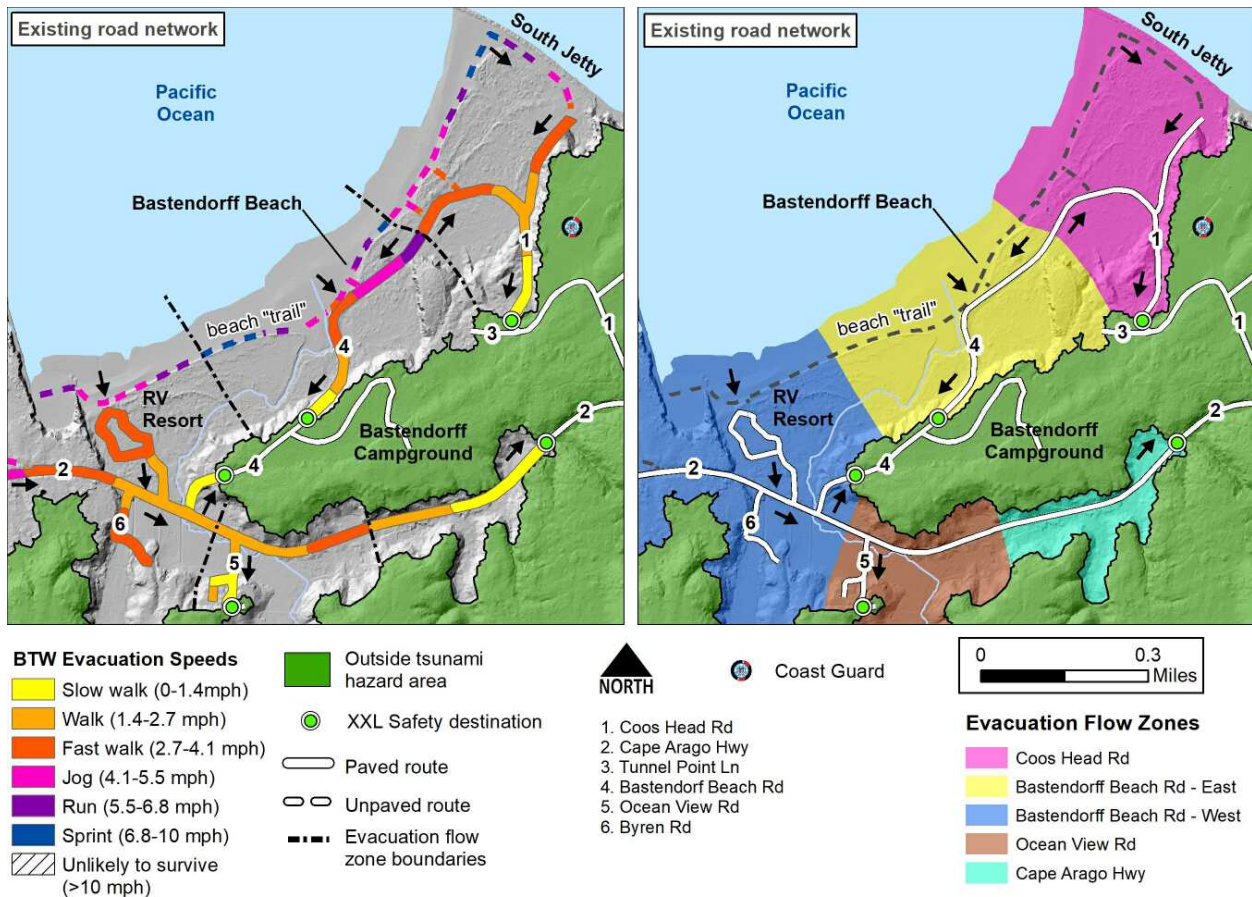 Existing road network
South Jetty
Pacific
Ocean
Bastendorff Beach
1
beach "trail"
3
1
4
RV
Resort
2
Bastendorff
Campground
4
2
6
5
Existing road network
South Jetty
Pacific
Ocean
Bastendorff Beach
1
beach "trail"
3
1
4
RV
Resort
2
Bastendorff
Campground
4
2
6
5
BTW Evacuation Speeds
Slow walk (0-1.4mph)
Walk (1.4-2.7 mph)
Fast walk (2.7-4.1 mph)
Jog (4.1-5.5 mph)
Run (5.5-6.8 mph)
Sprint (6.8-10 mph)
Unlikely to survive
(>10 mph)
Outside tsunami
hazard area
XXL Safety destination
Paved route
Unpaved route
Evacuation flow
zone boundaries
NORTH
Coast Guard
1. Coos Head Rd
2. Cape Arago Hwy
3. Tunnel Point Ln
4. Bastendorf Beach Rd
5. Ocean View Rd
6. Byren Rd
0 0.3
Miles
Evacuation Flow Zones
Coos Head Rd
Bastendorff Beach Rd - East
Bastendorff Beach Rd - West
Ocean View Rd
Cape Arago Hwy